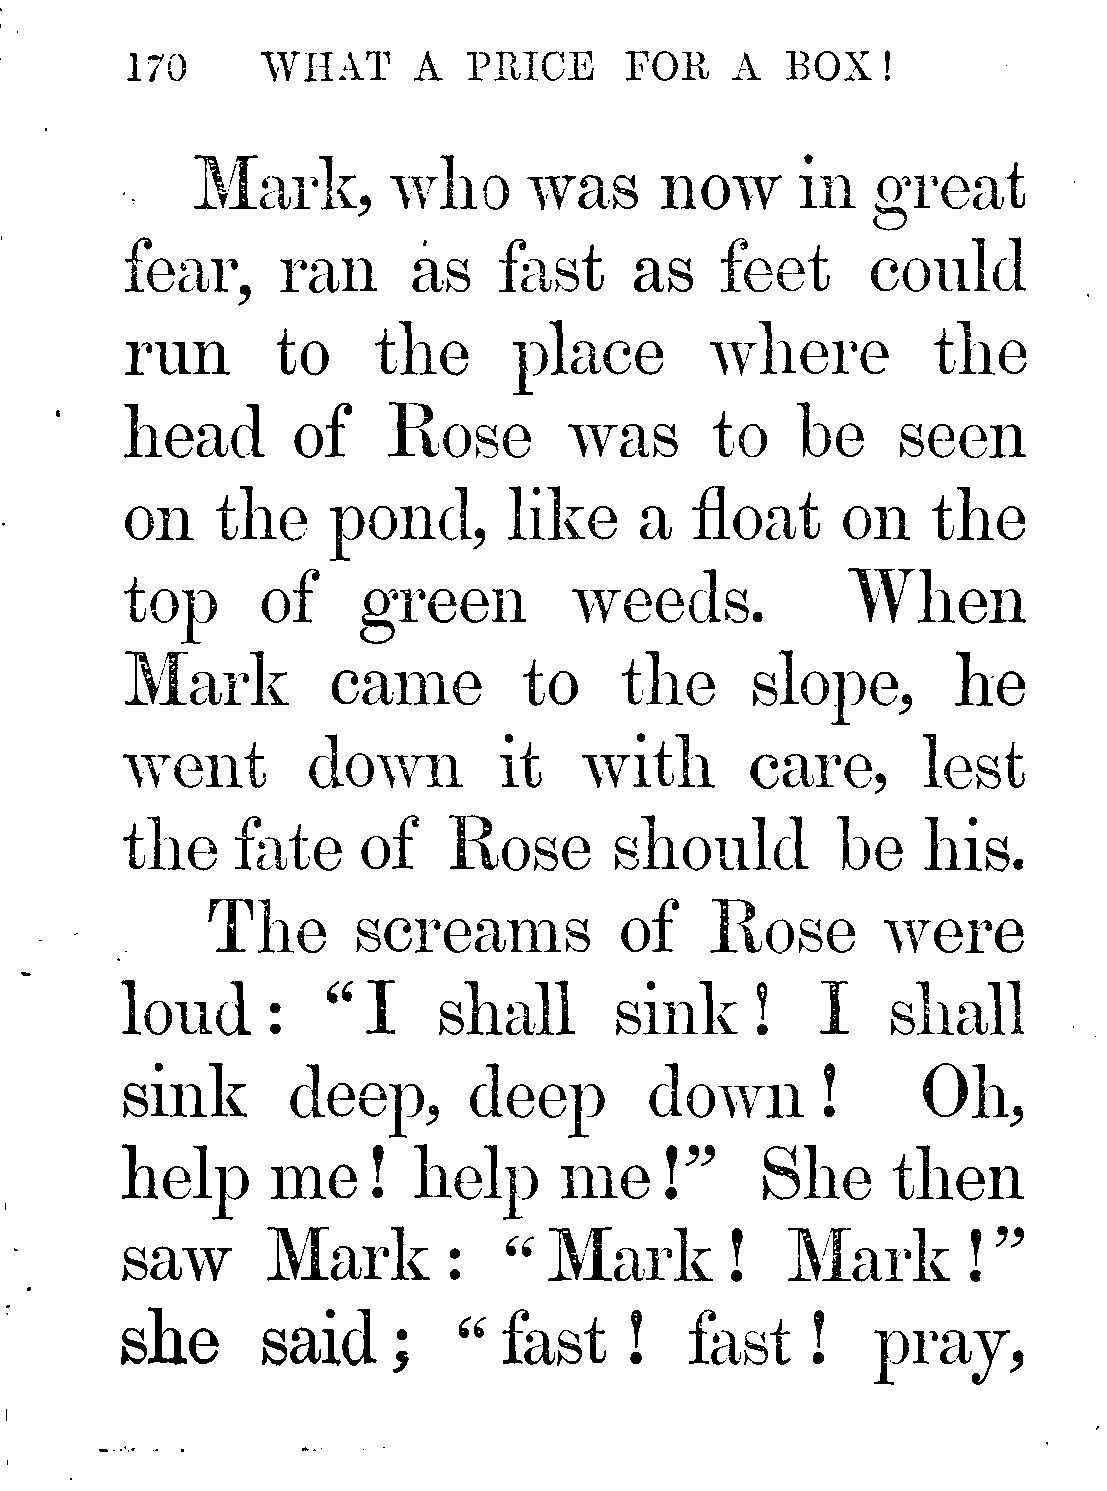 170 WHAT A PRICE FOR A BOX!
Mark, who was now in great
fear, ran as fast as feet could
run to the place where the
head of Rose was to be seen
on the pond, like a float on the
top of green weeds. When
Mark came to the slope, he
went down it with care, lest
the fate of Rose should be his.
The screams of Rose were
loud: “I shall sink! I shall
sink deep, deep down! Oh,
help me! help me!” She then
saw Mark: “Mark! Mark!”
she said; “fast! fast! pray,